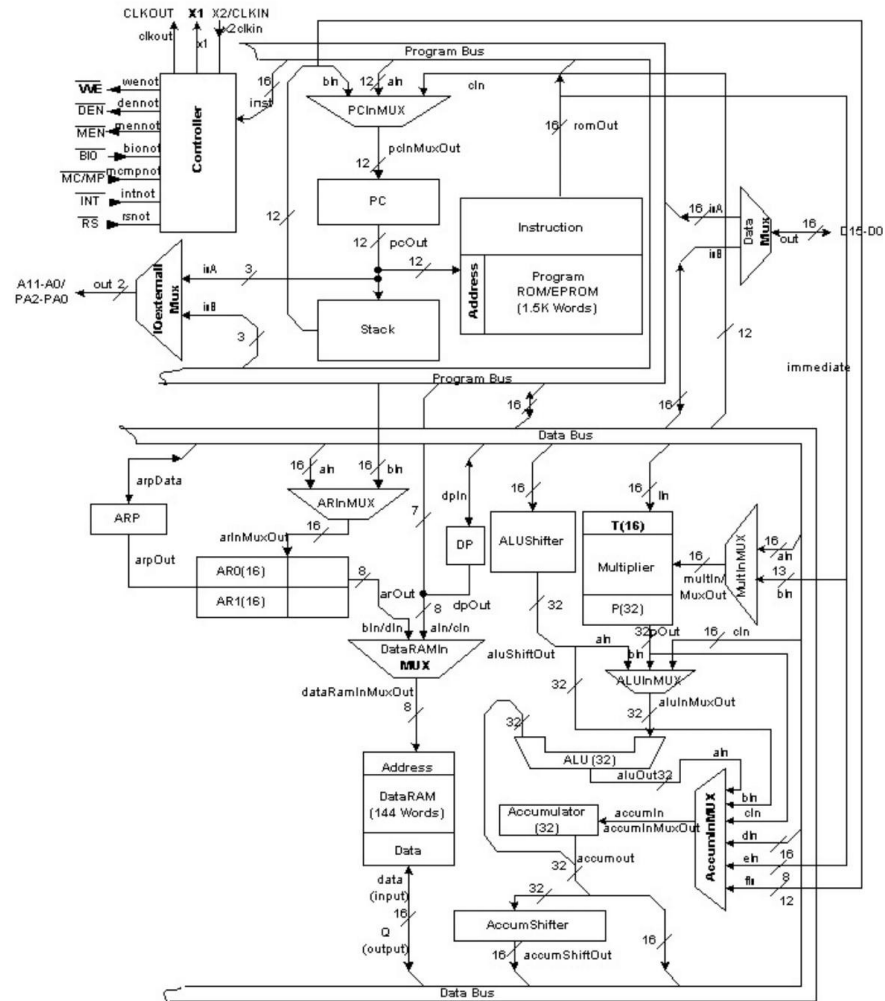 CLKOUT X1 X2/CLKIN
clkout x1 x2clkin
Program Bus
WE wenot
DEN dennot
MEN mennot
BIO bionot
MC/MP mcmpnot
INT intnot
RS rsnot
Controller
16
inst
bIn 12 aIn
cIn
PCInMUX
pcInMuxOut
12
PC
pcOut
12
12
12
16 romOut
Instruction
Address
Program
ROM/EPROM
(1.5K Words)
Stack
16 inA
Data
Mux
out
16
D15-D0
inB
A11-A0/
PA2-PA0
out 2
IOexternall
Mux
inA
3
inB
3
12
immediate
Program Bus
16
16
Data Bus
arpData
ARP
arpOut
16 aIn
16 bIn
ARInMUX
arInMuxOut
16
AR0(16)
AR1(16)
8
arOut
7
dpIn
DP
dpOut
8
bIn/dIn
aIn/cIn
DataRAMIn
MUX
dataRamInMuxOut
8
Address
DataRAM
(144 Words)
Data
data
(input)
16
Q
(output)
16
ALUShifter
32
aluShiftOut
16
lIn
T(16)
Multiplier
P(32)
16
multIn/
MuxOut
MultInMUX
16
aIn
13
bIn
32 pOut
aIn
bIn
16 cIn
ALUInMUX
32
aluInMuxOut
32
32
ALU (32)
aluOut 32
aIn
bIn
cIn
dIn
eIn
16
fIn
8
12
AccumInMUX
accumIn
accumInMuxOut
Accumulator
(32)
accumout
32
32
AccumShifter
16 accumShiftOut
16
Data Bus